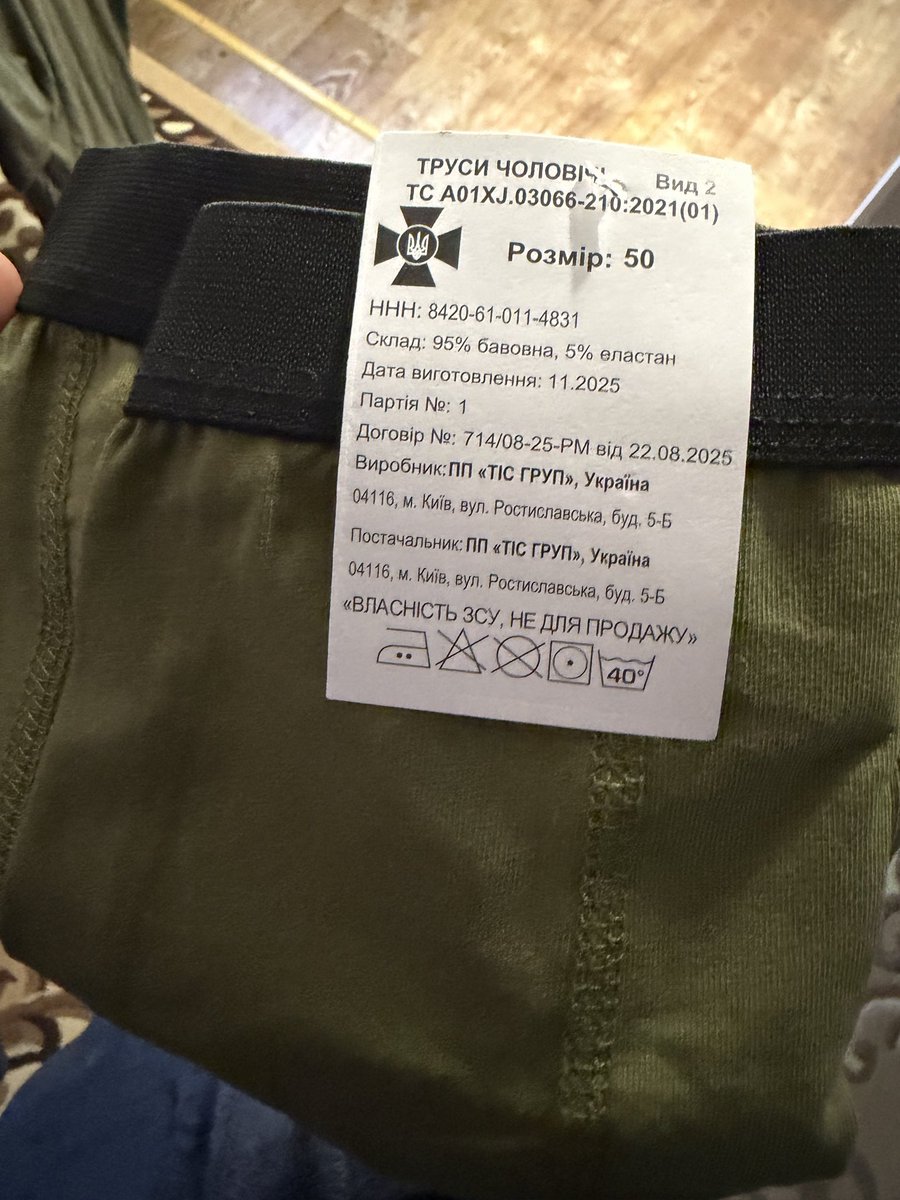 ТРУСИ ЧОЛОВІЧІ Вид 2
ТС А01XJ.03066-210:2021(01)
Розмір: 50
ННН: 8420-61-011-4831
Склад: 95% бавовна, 5% еластан
Дата виготовлення: 11.2025
Партія №: 1
Договір №: 714/08-25-РМ від 22.08.2025
Виробник: ПП «ТІС ГРУП», Україна
04116, м. Київ, вул. Ростиславська, буд. 5-Б
Постачальник: ПП «ТІС ГРУП», Україна
04116, м. Київ, вул. Ростиславська, буд. 5-Б
«ВЛАСНІСТЬ ЗСУ, НЕ ДЛЯ ПРОДАЖУ»
40°